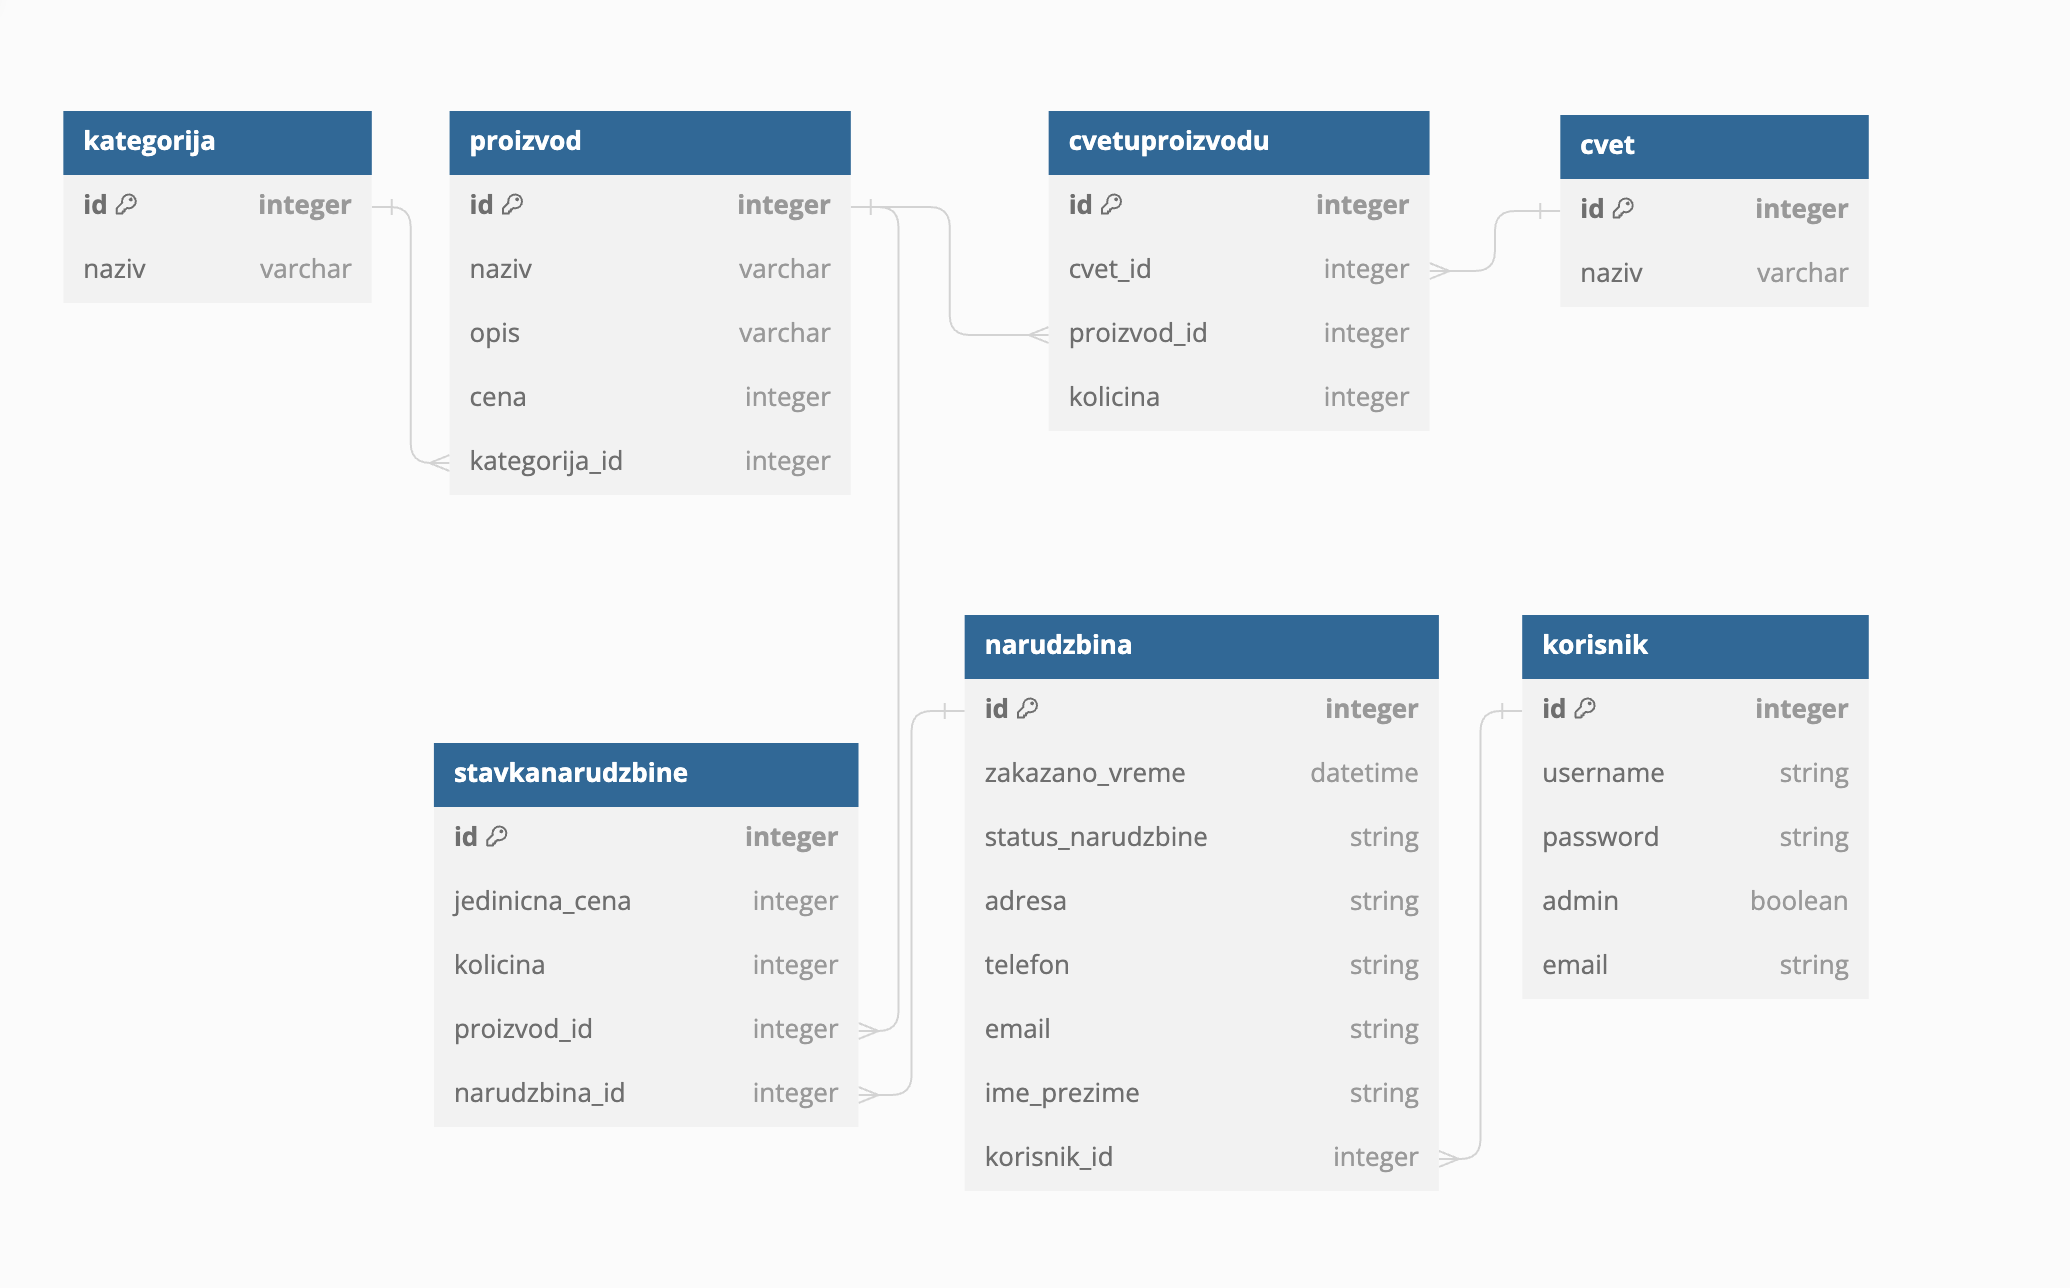 kategorija
id integer
naziv varchar
proizvod
id integer
naziv varchar
opis varchar
cena integer
kategorija_id integer
cvetuproizvodu
id integer
cvet_id integer
proizvod_id integer
kolicina integer
cvet
id integer
naziv varchar
stavkanarudzbine
id integer
jedinicna_cena integer
kolicina integer
proizvod_id integer
narudzbina_id integer
narudzbina
id integer
zakazano_vreme datetime
status_narudzbine string
adresa string
telefon string
email string
ime_prezime string
korisnik_id integer
korisnik
id integer
username string
password string
admin boolean
email string